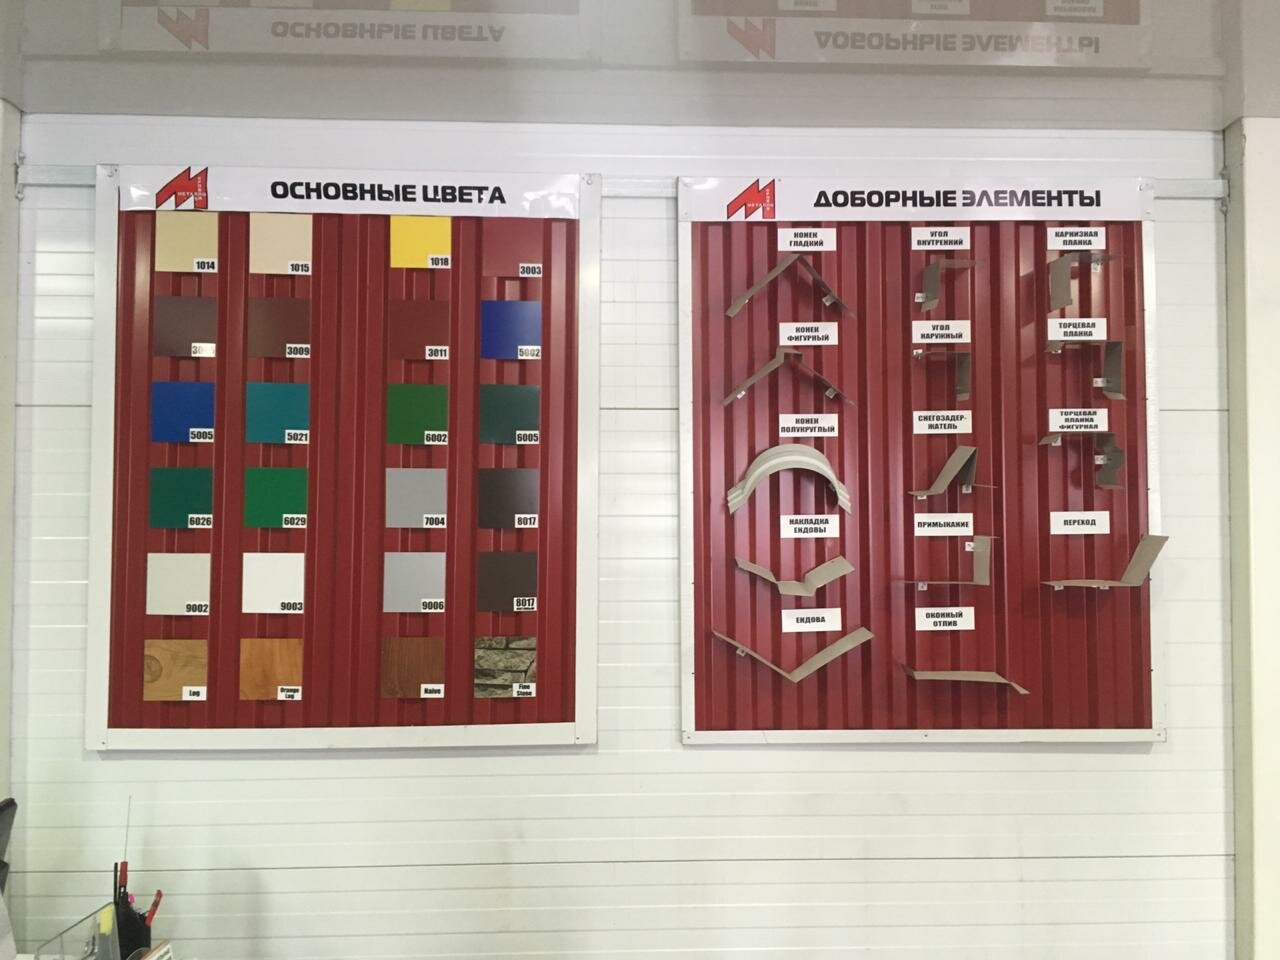 ОСНОВНЫЕ ЦВЕТА
1014
1015
1018
3003
3009
3011
5002
5005
5021
6002
6005
6026
6029
7004
8017
9002
9003
9006
8017
Log
Orange
Log
Naive
Fine
Stone
ДОБОРНЫЕ ЭЛЕМЕНТЫ
КОНЕК
ГЛАДКИЙ
УГОЛ
ВНУТРЕННИЙ
КАРНИЗНАЯ
ПЛАНКА
КОНЕК
ФИГУРНЫЙ
УГОЛ
НАРУЖНЫЙ
ТОРЦЕВАЯ
ПЛАНКА
КОНЕК
ПОЛУКРУГЛЫЙ
СНЕГОЗАДЕР-
ЖАТЕЛЬ
ТОРЦЕВАЯ
ПЛАНКА
ФИГУРНАЯ
НАКЛАДКА
ЕНДОВЫ
ПРИМЫКАНИЕ
ПЕРЕХОД
ЕНДОВА
ОКОННЫЙ
ОТЛИВ